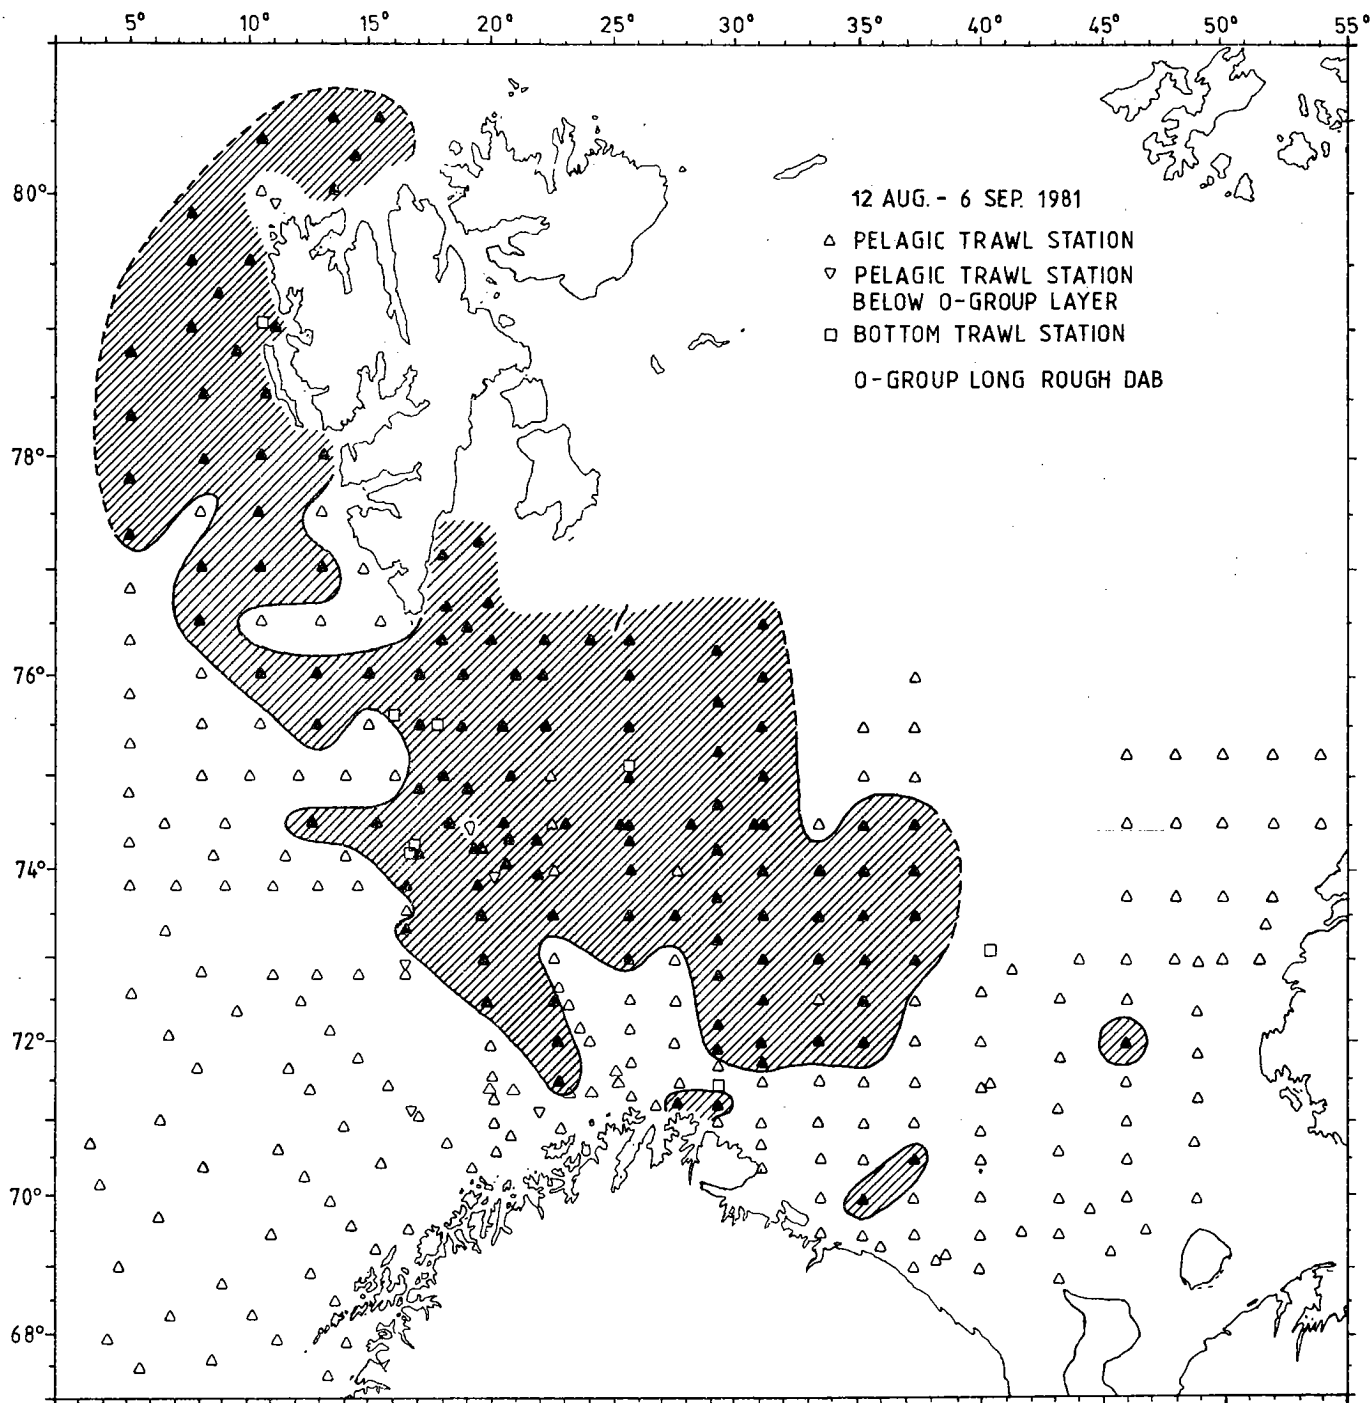 5° 10° 15° 20° 25° 30° 35° 40° 45° 50° 55°
80°
12 AUG. - 6 SEP. 1981
PELAGIC TRAWL STATION
PELAGIC TRAWL STATION
BELOW 0-GROUP LAYER
BOTTOM TRAWL STATION
0-GROUP LONG ROUGH DAB
78°
76°
74°
72°
70°
68°